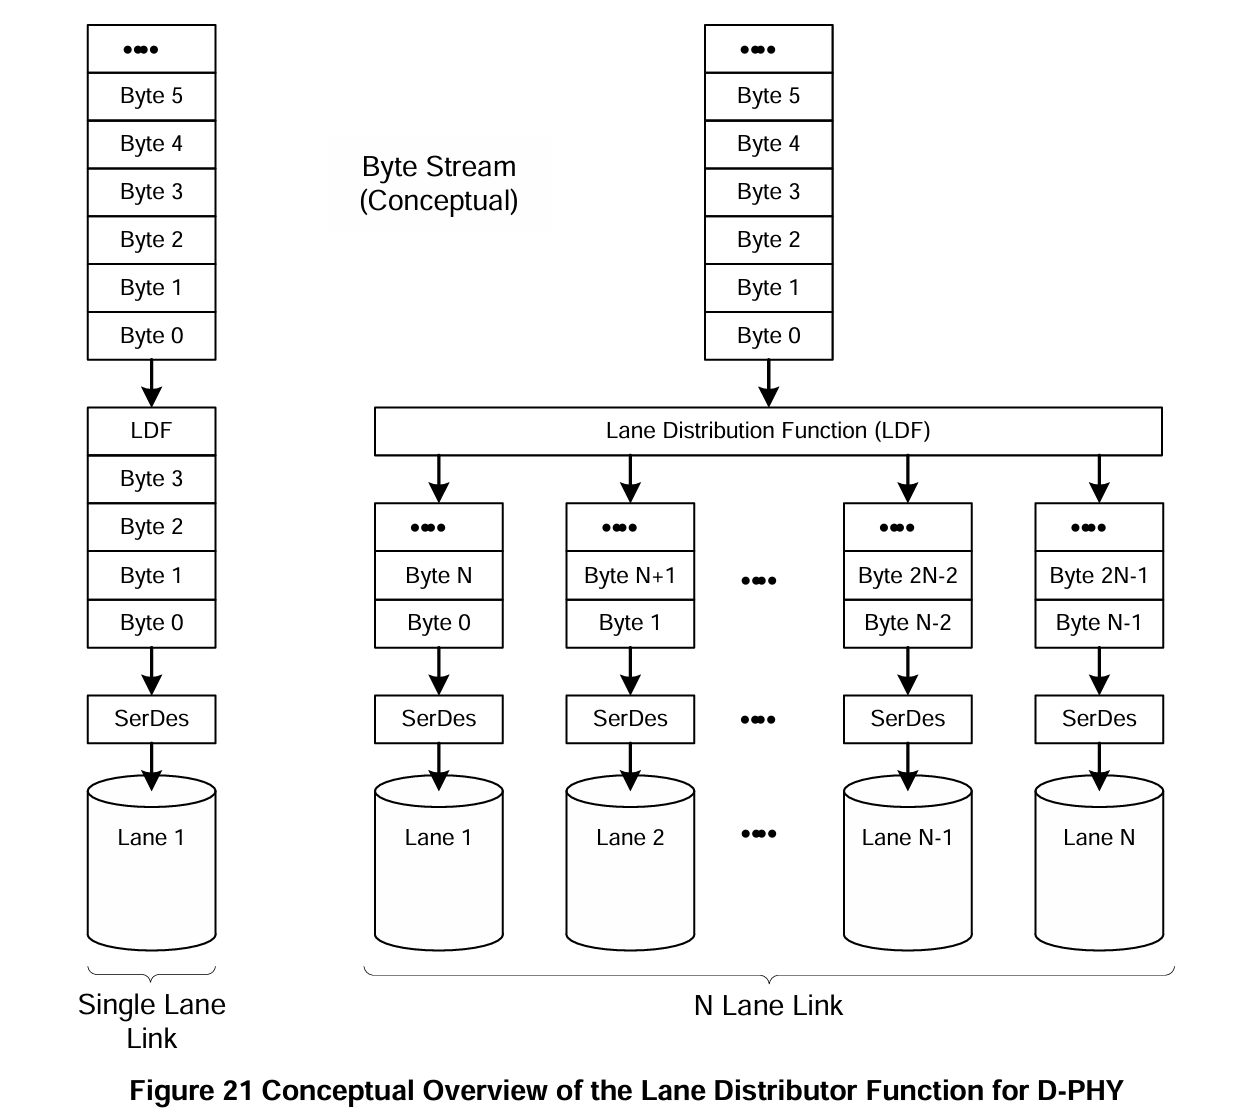 ••••
Byte 5
Byte 4
Byte 3
Byte 2
Byte 1
Byte 0
LDF
Byte 3
Byte 2
Byte 1
Byte 0
SerDes
Lane 1
Single Lane
Link
Byte Stream
(Conceptual)
••••
Byte 5
Byte 4
Byte 3
Byte 2
Byte 1
Byte 0
Lane Distribution Function (LDF)
•••• •••• •••• ••••
Byte N Byte N+1 •••• Byte 2N-2 Byte 2N-1
Byte 0 Byte 1 Byte N-2 Byte N-1
SerDes SerDes •••• SerDes SerDes
Lane 1 Lane 2 •••• Lane N-1 Lane N
N Lane Link
Figure 21 Conceptual Overview of the Lane Distributor Function for D-PHY